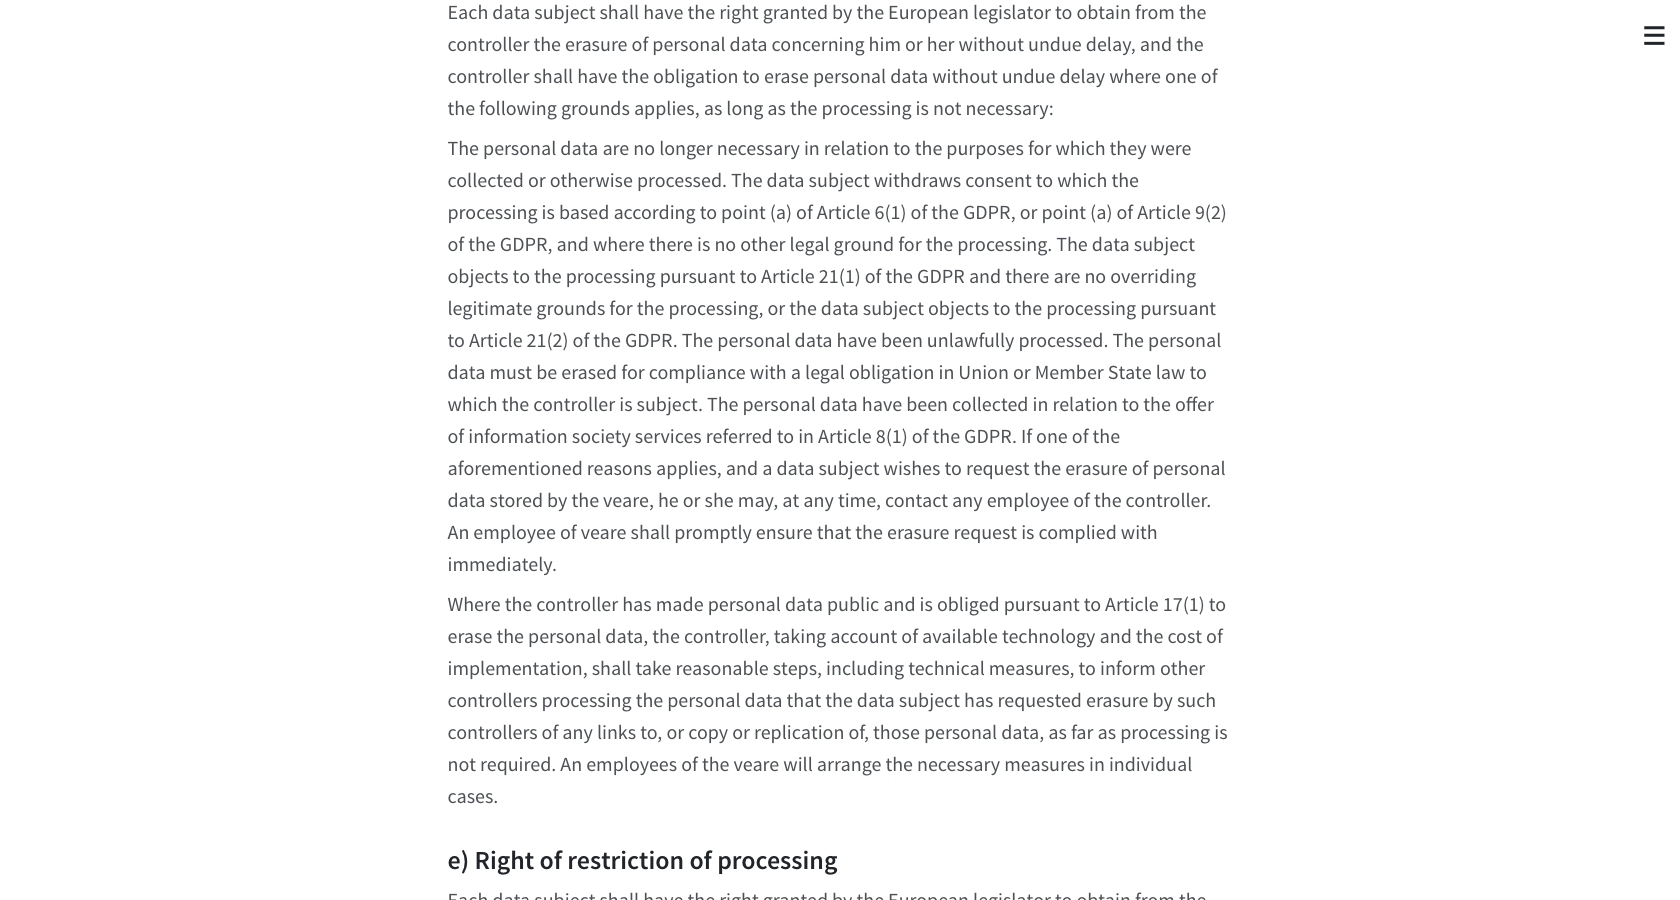 Each data subject shall have the right granted by the European legislator to obtain from the
controller the erasure of personal data concerning him or her without undue delay, and the
controller shall have the obligation to erase personal data without undue delay where one of
the following grounds applies, as long as the processing is not necessary:
The personal data are no longer necessary in relation to the purposes for which they were
collected or otherwise processed. The data subject withdraws consent to which the
processing is based according to point (a) of Article 6(1) of the GDPR, or point (a) of Article 9(2)
of the GDPR, and where there is no other legal ground for the processing. The data subject
objects to the processing pursuant to Article 21(1) of the GDPR and there are no overriding
legitimate grounds for the processing, or the data subject objects to the processing pursuant
to Article 21(2) of the GDPR. The personal data have been unlawfully processed. The personal
data must be erased for compliance with a legal obligation in Union or Member State law to
which the controller is subject. The personal data have been collected in relation to the offer
of information society services referred to in Article 8(1) of the GDPR. If one of the
aforementioned reasons applies, and a data subject wishes to request the erasure of personal
data stored by the veare, he or she may, at any time, contact any employee of the controller.
An employee of veare shall promptly ensure that the erasure request is complied with
immediately.
Where the controller has made personal data public and is obliged pursuant to Article 17(1) to
erase the personal data, the controller, taking account of available technology and the cost of
implementation, shall take reasonable steps, including technical measures, to inform other
controllers processing the personal data that the data subject has requested erasure by such
controllers of any links to, or copy or replication of, those personal data, as far as processing is
not required. An employees of the veare will arrange the necessary measures in individual
cases.
e) Right of restriction of processing
Each data subject shall have the right granted by the European legislator to obtain from the